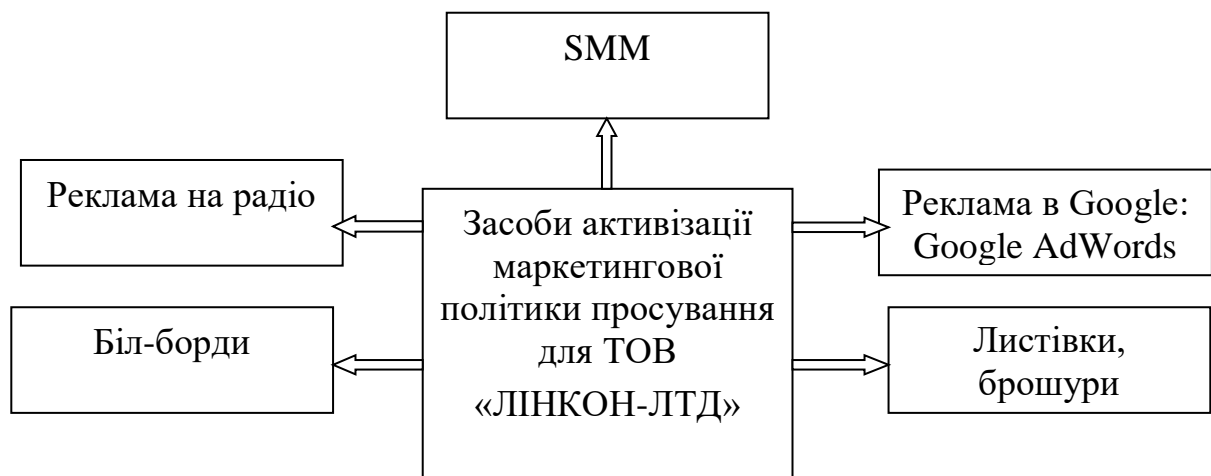 SMM
Реклама на радіо
Засоби активізації
маркетингової
політики просування
для ТОВ
«ЛІНКОН-ЛТД»
Реклама в Google:
Google AdWords
Біл-борди
Листівки,
брошури